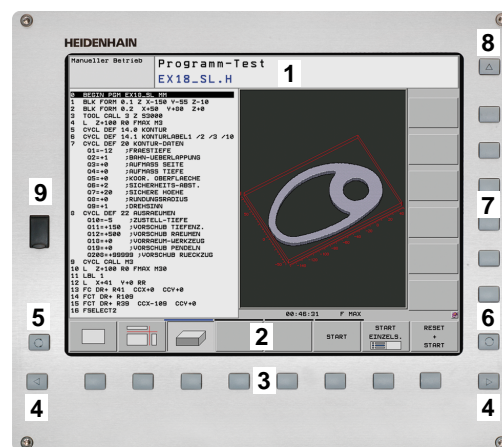 HEIDENHAIN
8
Manueller Betrieb
Programm-Test
EX18_SL.H
1
0 BEGIN PGM EX18_SL MM
1 BLK FORM 0.1 Z X-150 Y-55 Z-10
2 BLK FORM 0.2 X+50 Y+80 Z+0
3 TOOL CALL 3 Z S3000
4 L Z+100 R0 FMAX M3
5 CYCL DEF 14.0 KONTUR
6 CYCL DEF 14.1 KONTURLABEL1 /2 /3 /10
7 CYCL DEF 20 KONTUR-DATEN
Q1=-12 ;FRAESTIEFE
Q2=+1 ;BAHN-UEBERLAPPUNG
Q3=+0 ;AUFMASS SEITE
Q4=+0 ;AUFMASS TIEFE
Q5=+0 ;KOOR. OBERFLAECHE
Q6=+2 ;SICHERHEITS-ABST.
Q7=+20 ;SICHERE HOEHE
Q8=+0 ;RUNDUNGSRADIUS
Q9=+1 ;DREHSINN
8 CYCL DEF 22 AUSRAEUMEN
Q10=-5 ;ZUSTELL-TIEFE
Q11=+150 ;VORSCHUB TIEFENZ.
Q12=+500 ;VORSCHUB RAEUMEN
Q18=+0 ;VORRAEUM-WERKZEUG
Q19=+0 ;VORSCHUB PENDELN
Q208=+99999 ;VORSCHUB RUECKZUG
9 CYCL CALL M3
10 L Z+100 R0 FMAX M30
11 LBL 1
12 L X+41 Y+0 RR
13 FC DR+ R41 CCX+0 CCY+0
14 FCT DR+ R109
15 FCT DR+ R39 CCX-109 CCY+0
16 FSELECT2
9
7
00:46:31 F MAX
5
6
2
START
START EINZELS.
RESET + START
3
4
4